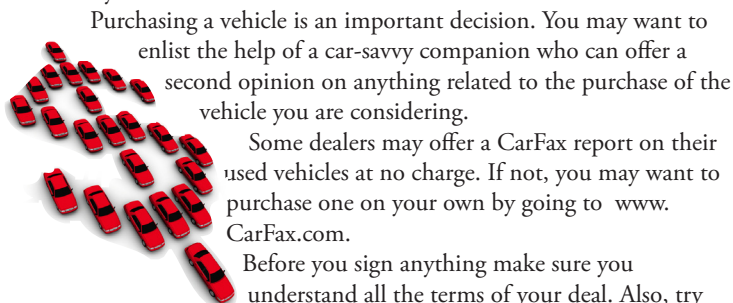 Purchasing a vehicle is an important decision. You may want to
enlist the help of a car-savvy companion who can offer a
second opinion on anything related to the purchase of the
vehicle you are considering.
Some dealers may offer a CarFax report on their
used vehicles at no charge. If not, you may want to
purchase one on your own by going to www.
CarFax.com.
Before you sign anything make sure you
understand all the terms of your deal. Also, try